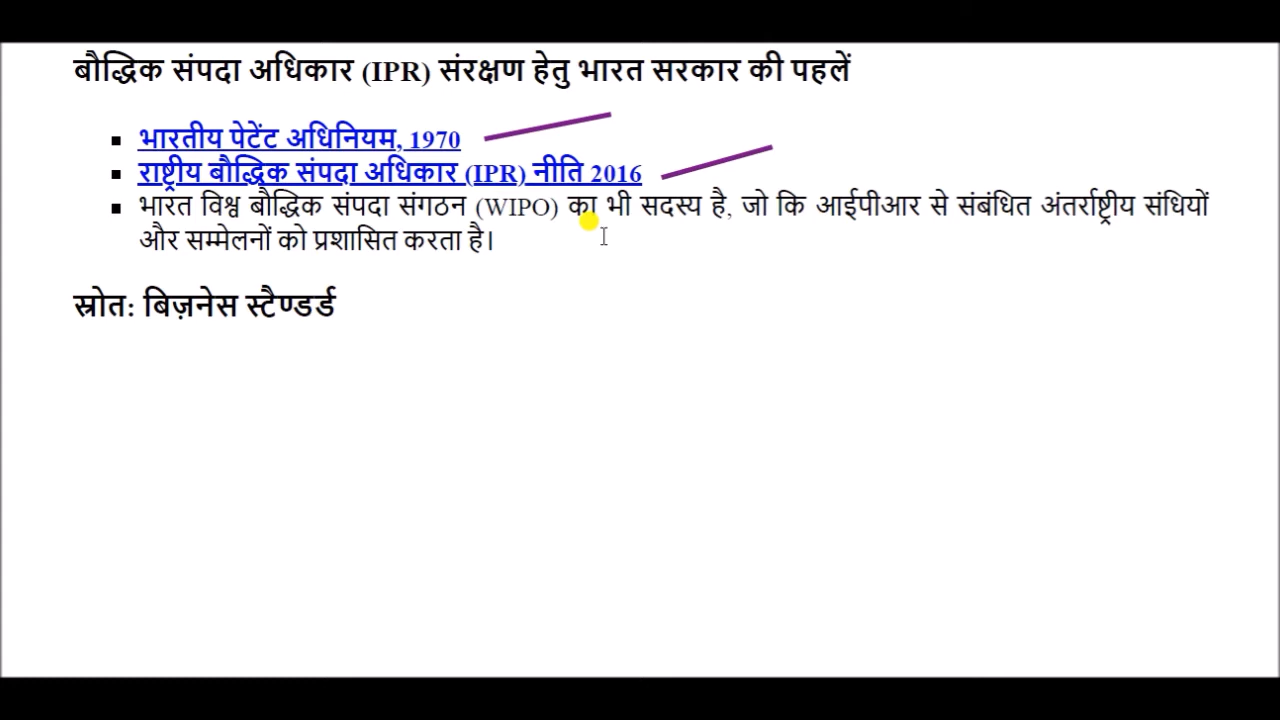 बौद्धिक संपदा अधिकार (IPR) संरक्षण हेतु भारत सरकार की पहलें
▪ भारतीय पेटेंट अधिनियम, 1970
▪ राष्ट्रीय बौद्धिक संपदा अधिकार (IPR) नीति 2016
▪ भारत विश्व बौद्धिक संपदा संगठन (WIPO) का भी सदस्य है, जो कि आईपीआर से संबंधित अंतर्राष्ट्रीय संधियों
और सम्मेलनों को प्रशासित करता है।
स्रोत: बिज़नेस स्टैण्डर्ड